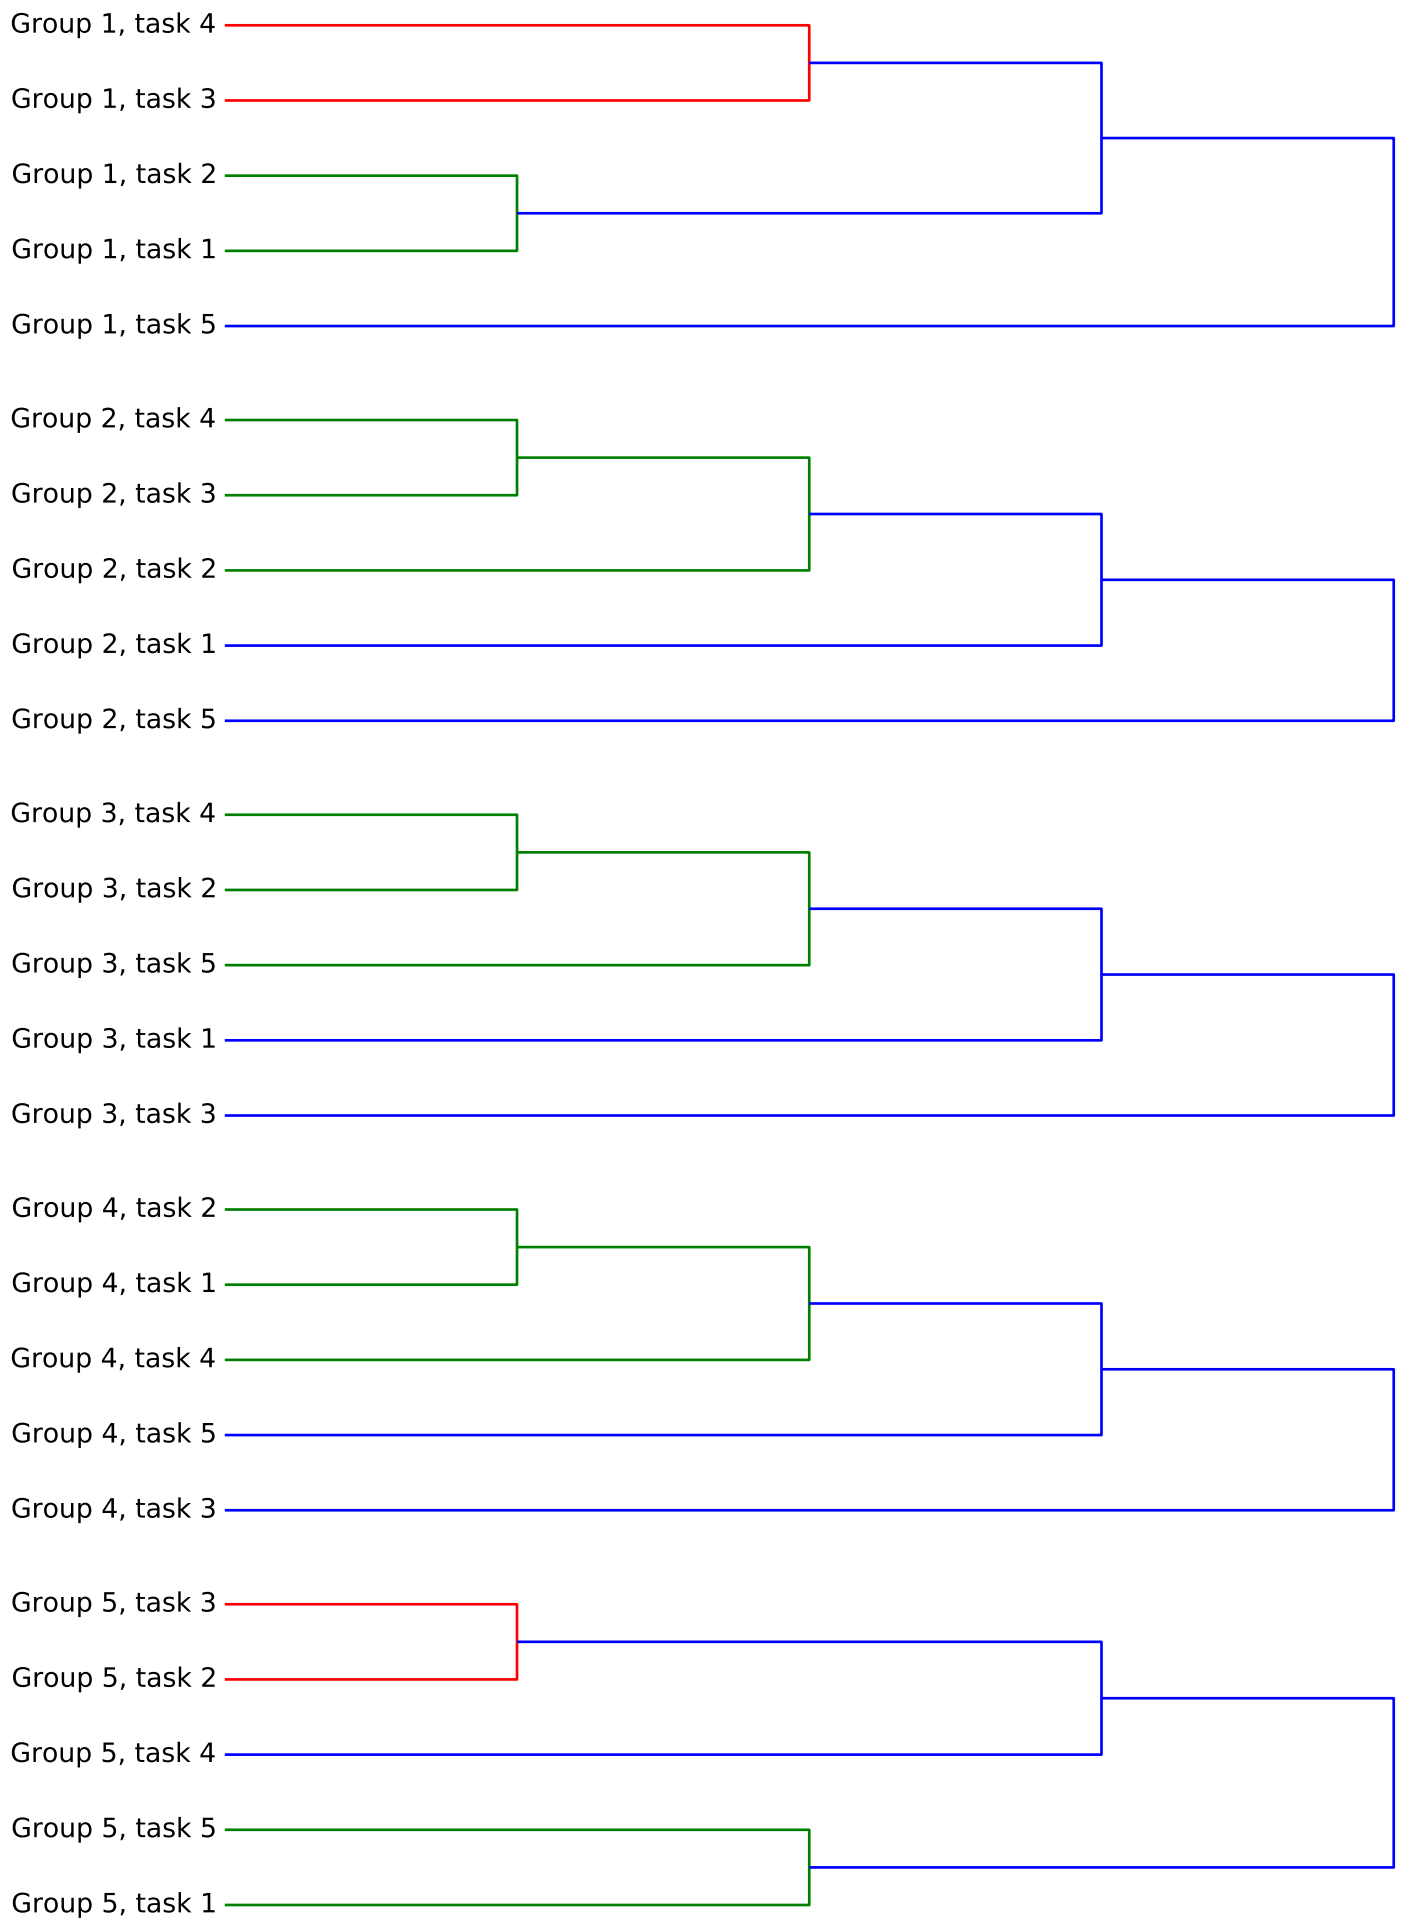 Group 1, task 4
Group 1, task 3
Group 1, task 2
Group 1, task 1
Group 1, task 5
Group 2, task 4
Group 2, task 3
Group 2, task 2
Group 2, task 1
Group 2, task 5
Group 3, task 4
Group 3, task 2
Group 3, task 5
Group 3, task 1
Group 3, task 3
Group 4, task 2
Group 4, task 1
Group 4, task 4
Group 4, task 5
Group 4, task 3
Group 5, task 3
Group 5, task 2
Group 5, task 4
Group 5, task 5
Group 5, task 1